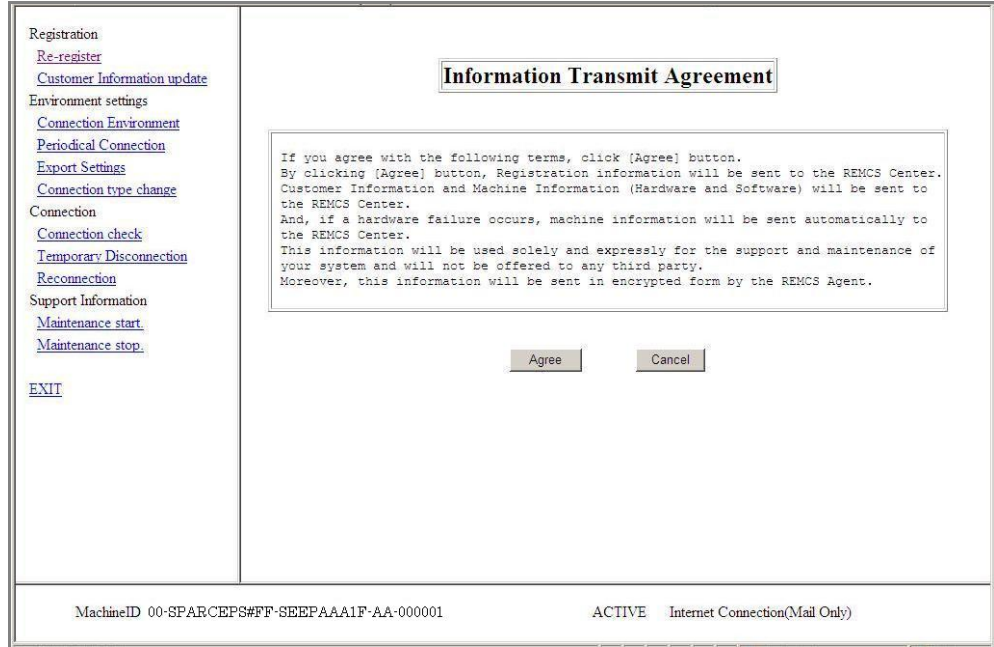 Registration
Re-register
Customer Information update
Environment settings
Connection Environment
Periodical Connection
Export Settings
Connection type change
Connection
Connection check
Temporary Disconnection
Reconnection
Support Information
Maintenance start.
Maintenance stop.
EXIT
Information Transmit Agreement
If you agree with the following terms, click [Agree] button.
By clicking [Agree] button, Registration information will be sent to the REMCS Center.
Customer Information and Machine Information (Hardware and Software) will be sent to
the REMCS Center.
And, if a hardware failure occurs, machine information will be sent automatically to
the REMCS Center.
This information will be used solely and expressly for the support and maintenance of
your system and will not be offered to any third party.
Moreover, this information will be sent in encrypted form by the REMCS Agent.
Agree Cancel
MachineID 00-SPARCEPS#FF-SEEPAAA1F-AA-000001 ACTIVE Internet Connection(Mail Only)